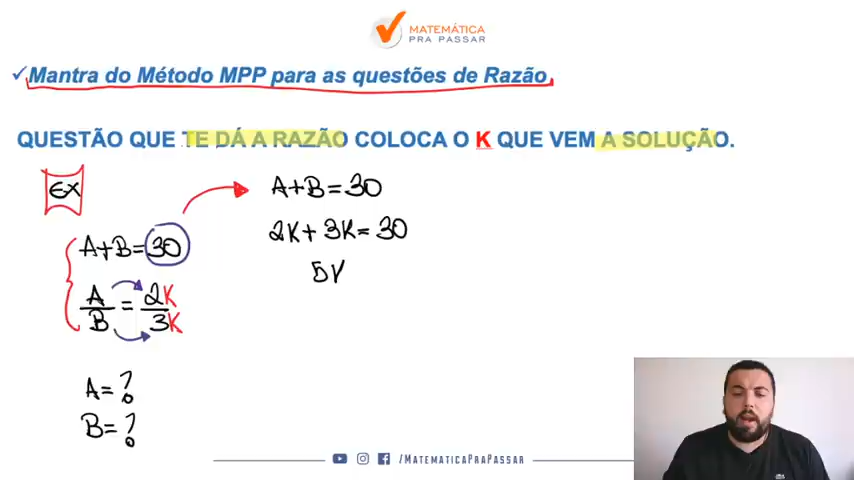 MATEMÁTICA
PRA PASSAR
✓Mantra do Método MPP para as questões de Razão
QUESTÃO QUE TE DÁ A RAZÃO COLOCA O K QUE VEM A SOLUÇÃO.
EX
A+B=30
A/B=2K/3K
A=?
B=?
A+B=30
2K+3K=30
5K
/MATEMATICAPRAPASSAR